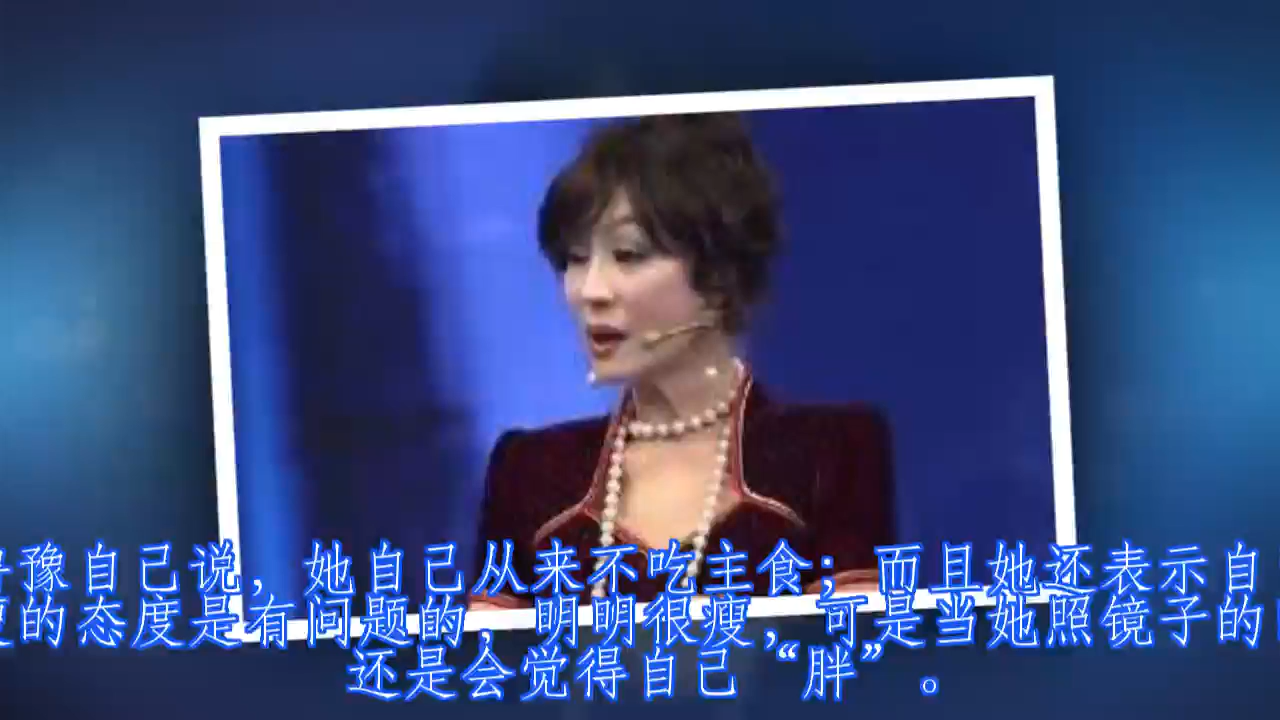 豫自己说，她自己从来不吃主食；而且她还表示自
的态度是有问题的，明明很瘦，可是当她照镜子的
还是会觉得自己“胖”。